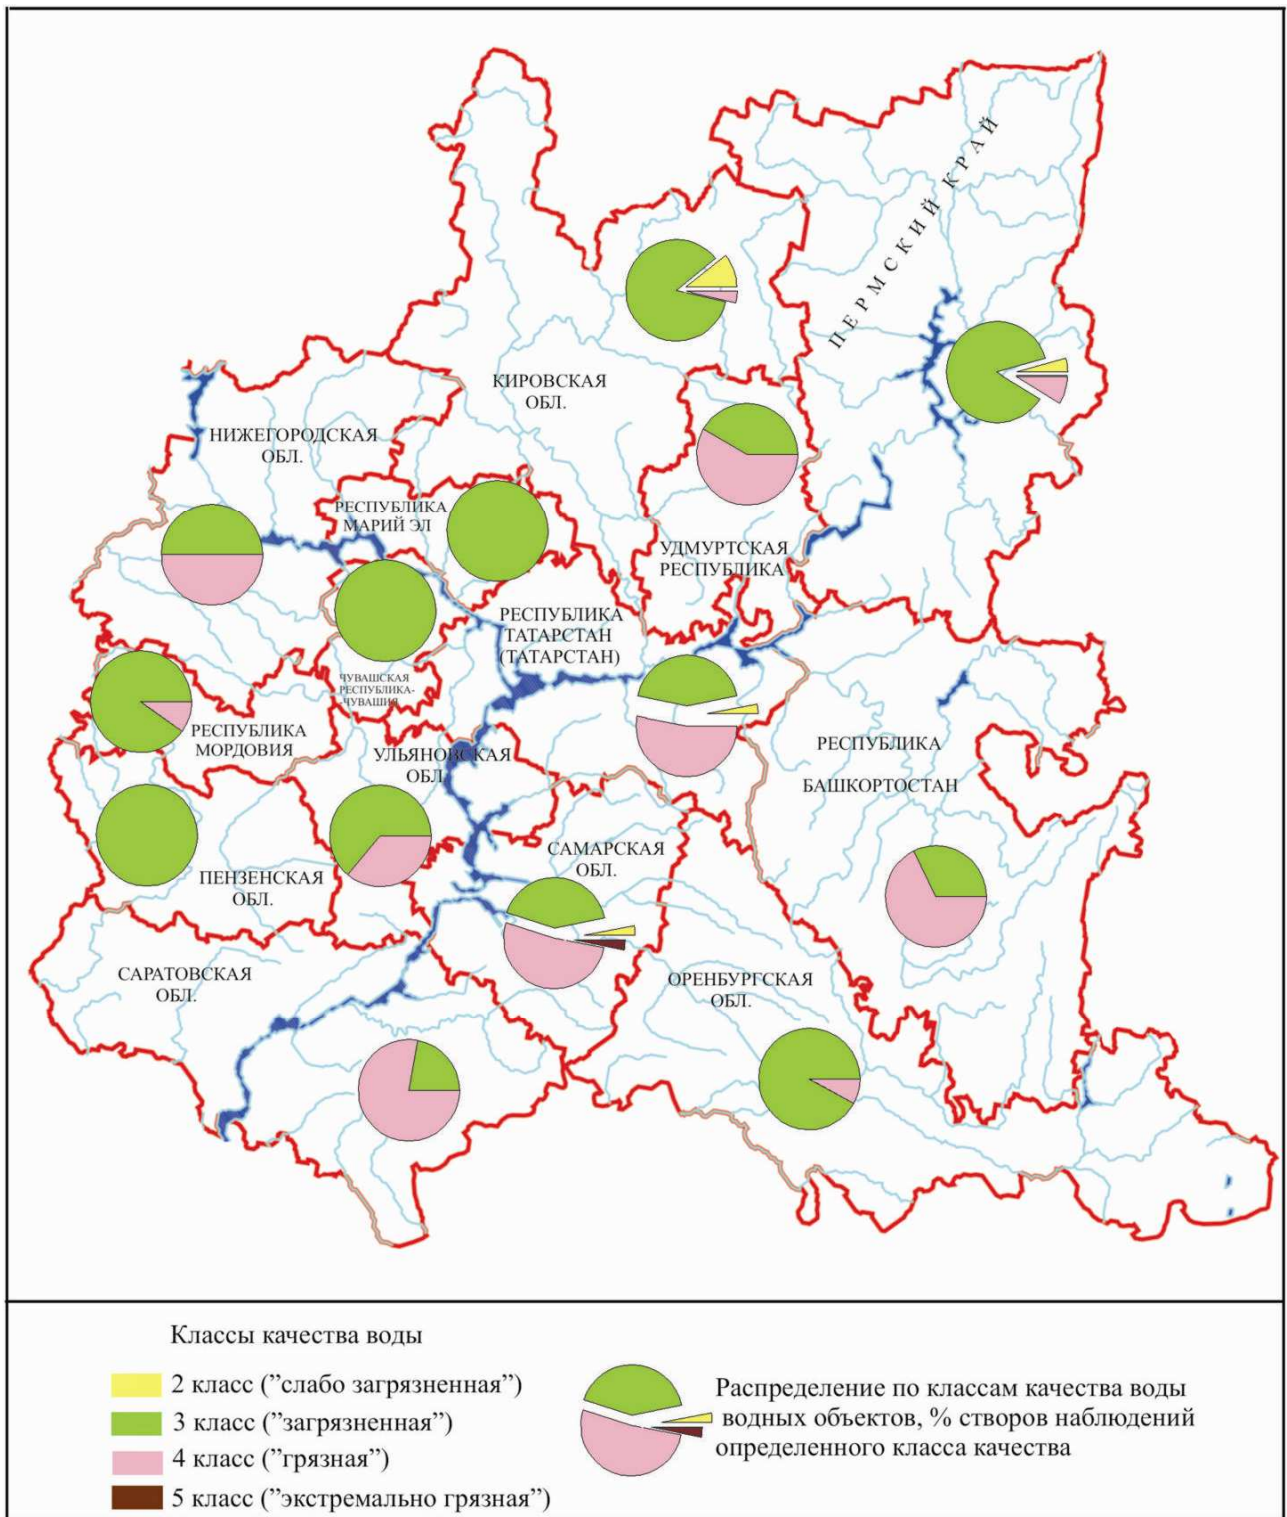 ПЕРМСКИЙ КРАЙ
КИРОВСКАЯ
ОБЛ.
НИЖЕГОРОДСКАЯ
ОБЛ.
РЕСПУБЛИКА
МАРИЙ ЭЛ
УДМУРТСКАЯ
РЕСПУБЛИКА
РЕСПУБЛИКА
ТАТАРСТАН
(ТАТАРСТАН)
ЧУВАШСКАЯ
РЕСПУБЛИКА-
-ЧУВАШИЯ
РЕСПУБЛИКА
МОРДОВИЯ
УЛЬЯНОВСКАЯ
ОБЛ.
РЕСПУБЛИКА
БАШКОРТОСТАН
САМАРСКАЯ
ОБЛ.
ПЕНЗЕНСКАЯ
ОБЛ.
САРАТОВСКАЯ
ОБЛ.
ОРЕНБУРГСКАЯ
ОБЛ.
Классы качества воды
2 класс (”слабо загрязненная”)
3 класс (”загрязненная”)
4 класс (”грязная”)
5 класс (”экстремально грязная”)
Распределение по классам качества воды
водных объектов, % створов наблюдений
определенного класса качества